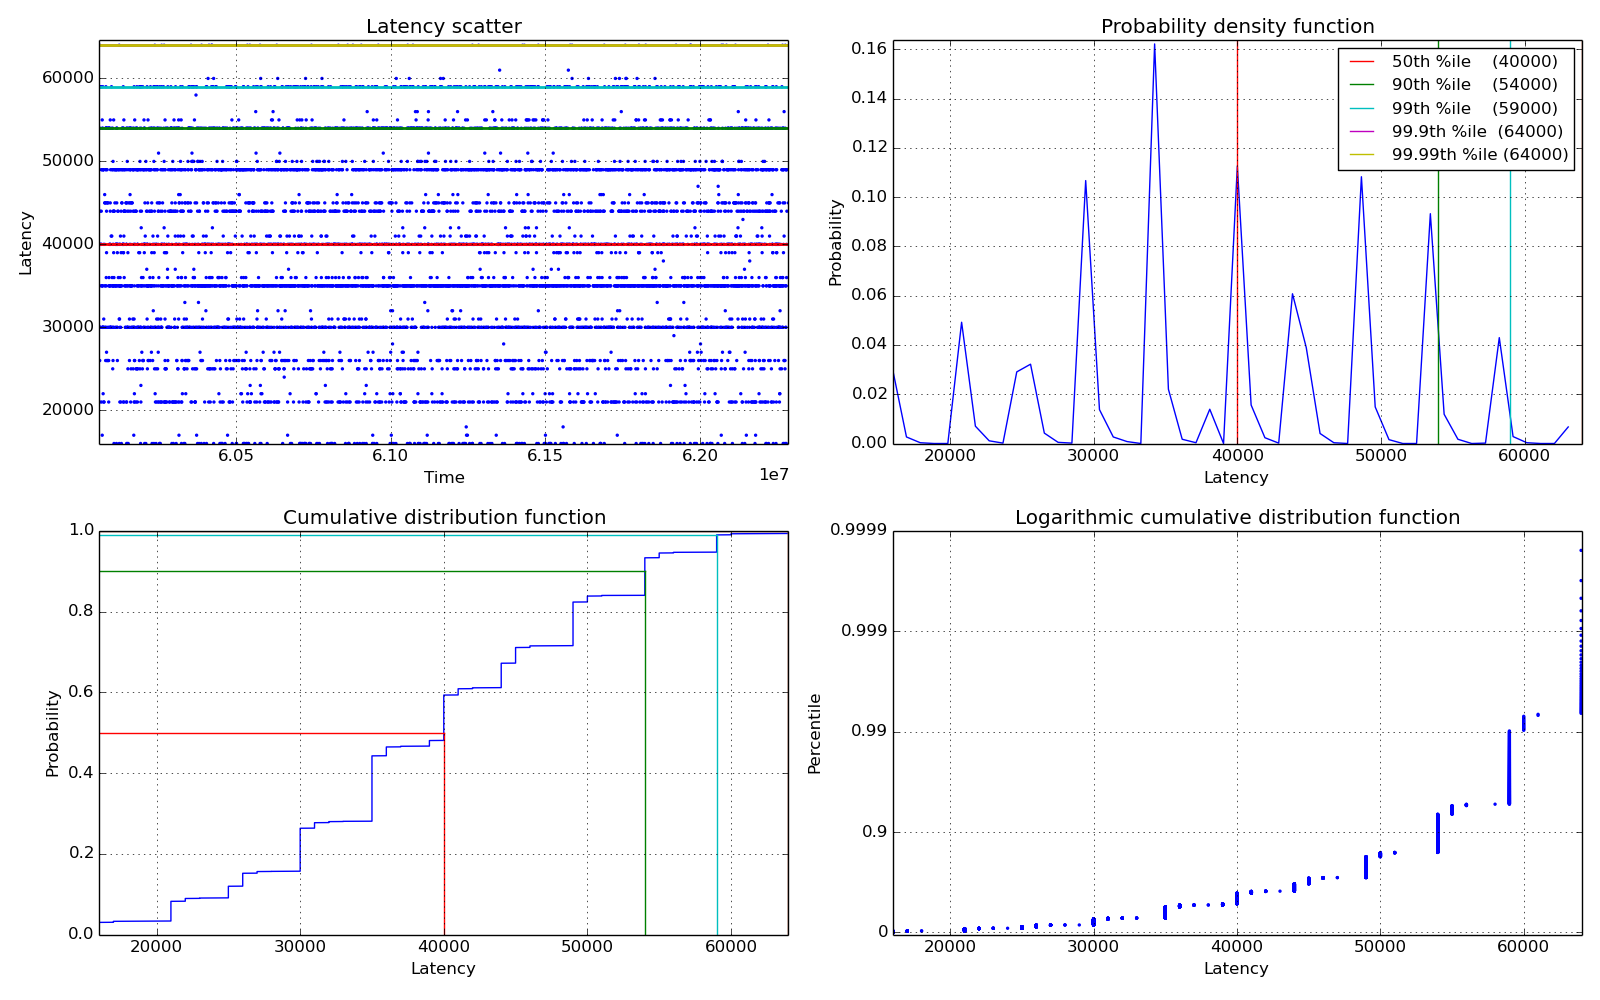 Latency scatter
60000
50000
40000
30000
20000
Latency
6.05 6.10 6.15 6.20
1e7
Time
Probability density function
0.16
0.14
0.12
0.10
0.08
0.06
0.04
0.02
0.00
Probability
50th %ile (40000)
90th %ile (54000)
99th %ile (59000)
99.9th %ile (64000)
99.99th %ile (64000)
20000 30000 40000 50000 60000
Latency
Cumulative distribution function
1.0
0.8
0.6
0.4
0.2
0.0
Probability
20000 30000 40000 50000 60000
Latency
Logarithmic cumulative distribution function
0.9999
0.999
0.99
0.9
0
Percentile
20000 30000 40000 50000 60000
Latency